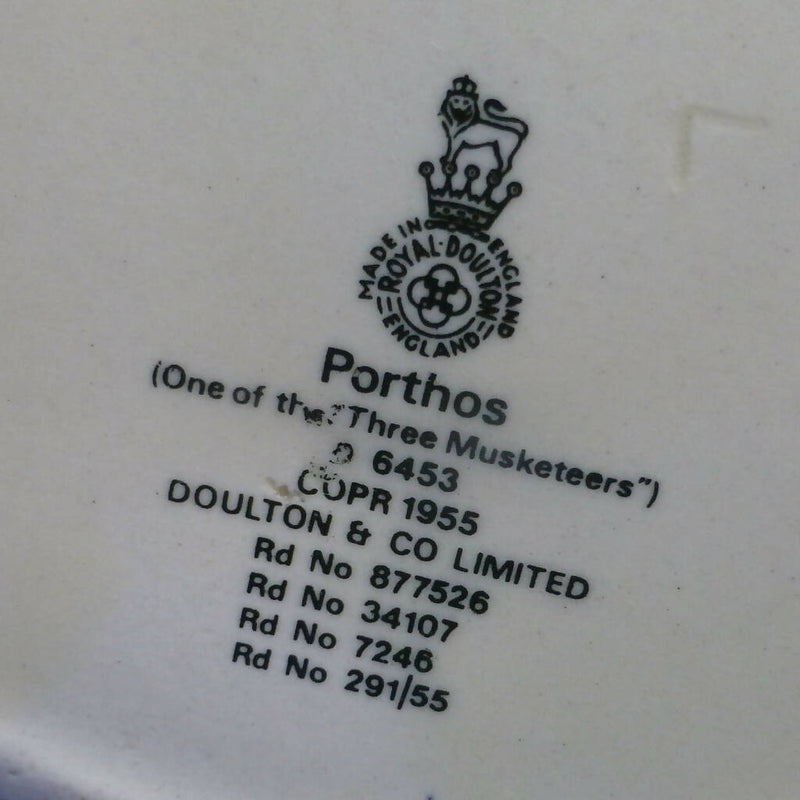 MADE IN ENGLAND
ROYAL·DOULTON
ENGLAND
Porthos
(One of the "Three Musketeers")
D 6453
COPR 1955
DOULTON & CO LIMITED
Rd No 877526
Rd No 34107
Rd No 7246
Rd No 291/55